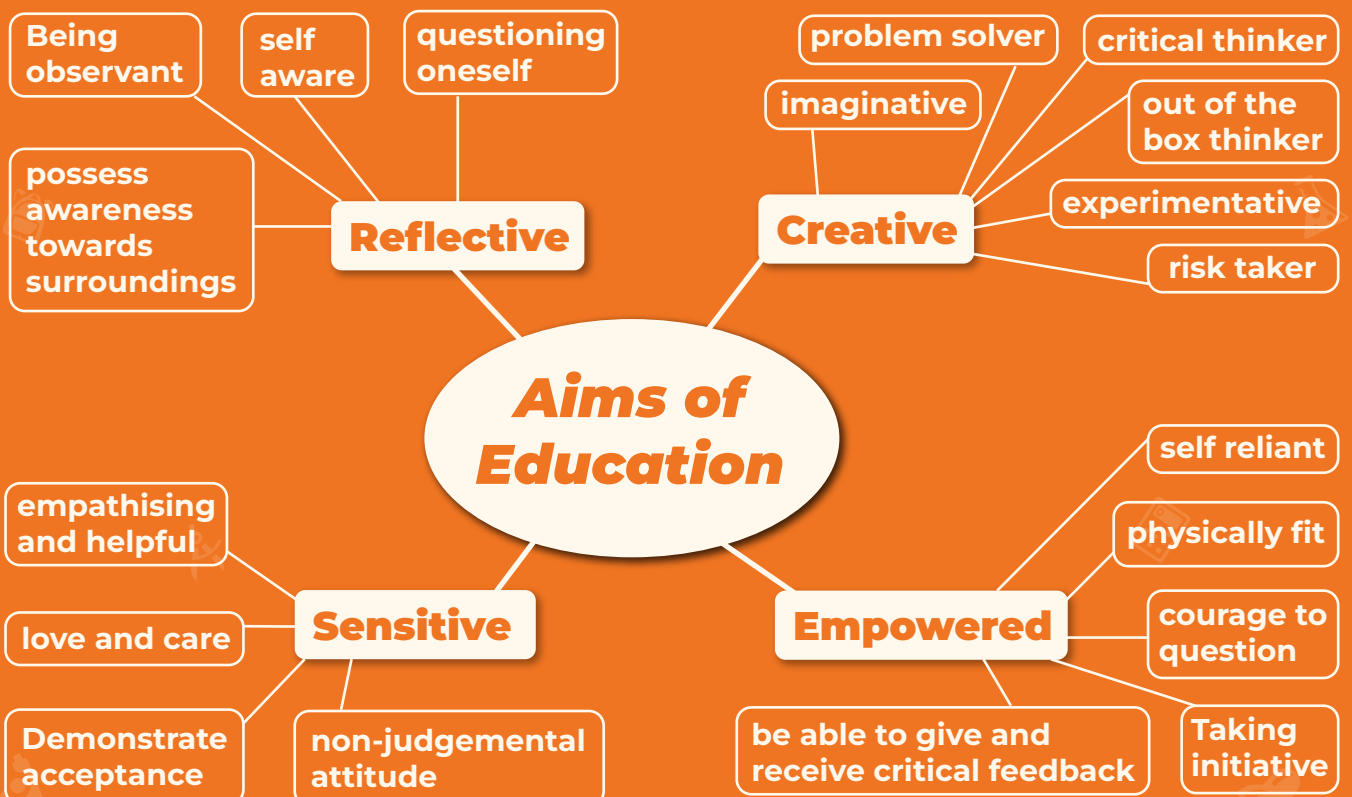 Being
observant
self
aware
questioning
oneself
possess
awareness
towards
surroundings
Reflective
problem solver
critical thinker
imaginative
out of the
box thinker
experimentative
risk taker
Creative
Aims of
Education
empathising
and helpful
love and care
Demonstrate
acceptance
non-judgemental
attitude
Sensitive
self reliant
physically fit
courage to
question
Taking
initiative
be able to give and
receive critical feedback
Empowered